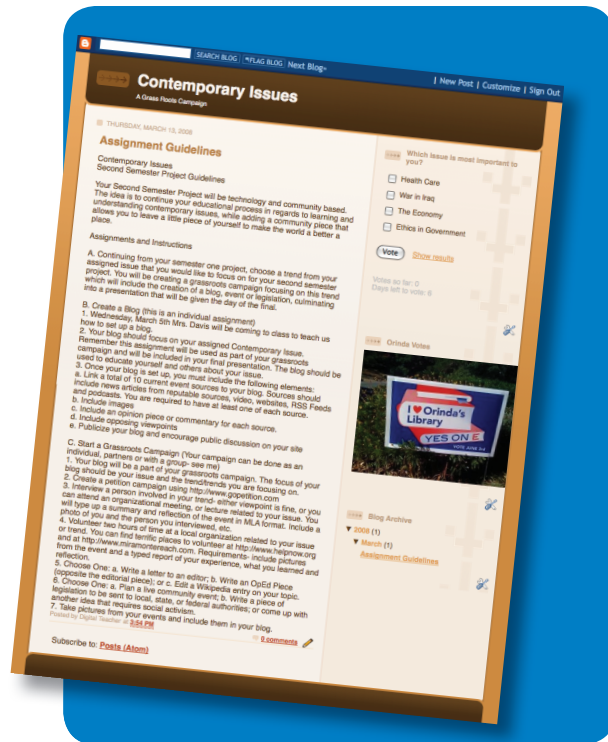 SEARCH BLOG FLAG BLOG Next Blog»
| New Post | Customize | Sign Out
Contemporary Issues
A Grass Roots Campaign
THURSDAY, MARCH 13, 2008
Assignment Guidelines
Contemporary Issues
Second Semester Project Guidelines
Your Second Semester Project will be technology and community based.
The idea is to continue your educational process in regards to learning and
understanding contemporary issues, while adding a community piece that
allows you to leave a little piece of yourself to make the world a better a
place.
Assignments and Instructions
A. Continuing from your semester one project, choose a trend from your
assigned issue that you would like to focus on for your second semester
project. You will be creating a grassroots campaign focusing on this trend
which will include the creation of a blog, event or legislation, culminating
into a presentation that will be given the day of the final.
B. Create a Blog (this is an individual assignment)
1. Wednesday, March 5th Mrs. Davis will be coming to class to teach us
how to set up a blog.
2. Your blog should focus on your assigned Contemporary Issue.
Remember this assignment will be used as part of your grassroots
campaign and will be included in your final presentation. The blog should be
used to educate yourself and others about your issue.
3. Once your blog is set up, you must include the following elements:
a. Link a total of 10 current event sources to your blog. Sources should
include news articles from reputable sources, video, websites, RSS Feeds
and podcasts. You are required to have at least one of each source.
b. Include images
c. Include an opinion piece or commentary for each source.
d. Include opposing viewpoints
e. Publicize your blog and encourage public discussion on your site
C. Start a Grassroots Campaign (Your campaign can be done as an
individual, partners or with a group- see me)
1. Your blog will be a part of your grassroots campaign. The focus of your
blog should be your issue and the trend/trends you are focusing on.
2. Create a petition campaign using http://www.gopetition.com
3. Interview a person involved in your trend- either viewpoint is fine, or you
can attend an organizational meeting, or lecture related to your issue. You
will type up a summary and reflection of the event in MLA format. Include a
photo of you and the person you interviewed, etc.
4. Volunteer two hours of time at a local organization related to your issue
or trend. You can find terrific places to volunteer at http://www.helpnow.org
and at http://www.miramontereach.com. Requirements- include pictures
from the event and a typed report of your experience, what you learned and
reflection.
5. Choose One: a. Write a letter to an editor; b. Write an OpEd Piece
(opposite the editorial piece); or c. Edit a Wikipedia entry on your topic.
6. Choose One: a. Plan a live community event; b. Write a piece of
legislation to be sent to local, state, or federal authorities; or come up with
another idea that requires social activism.
7. Take pictures from your events and include them in your blog.
Posted by Digital Teacher at 3:54 PM
0 comments
Subscribe to: Posts (Atom)
Which Issue is most important to
you?
Health Care
War in Iraq
The Economy
Ethics in Government
Vote Show results
Votes so far: 0
Days left to vote: 6
Orinda Votes
I ♥ Orinda's
Library
YES ON E
VOTE JUNE 3-4
Blog Archive
▼ 2008 (1)
▼ March (1)
Assignment Guidelines